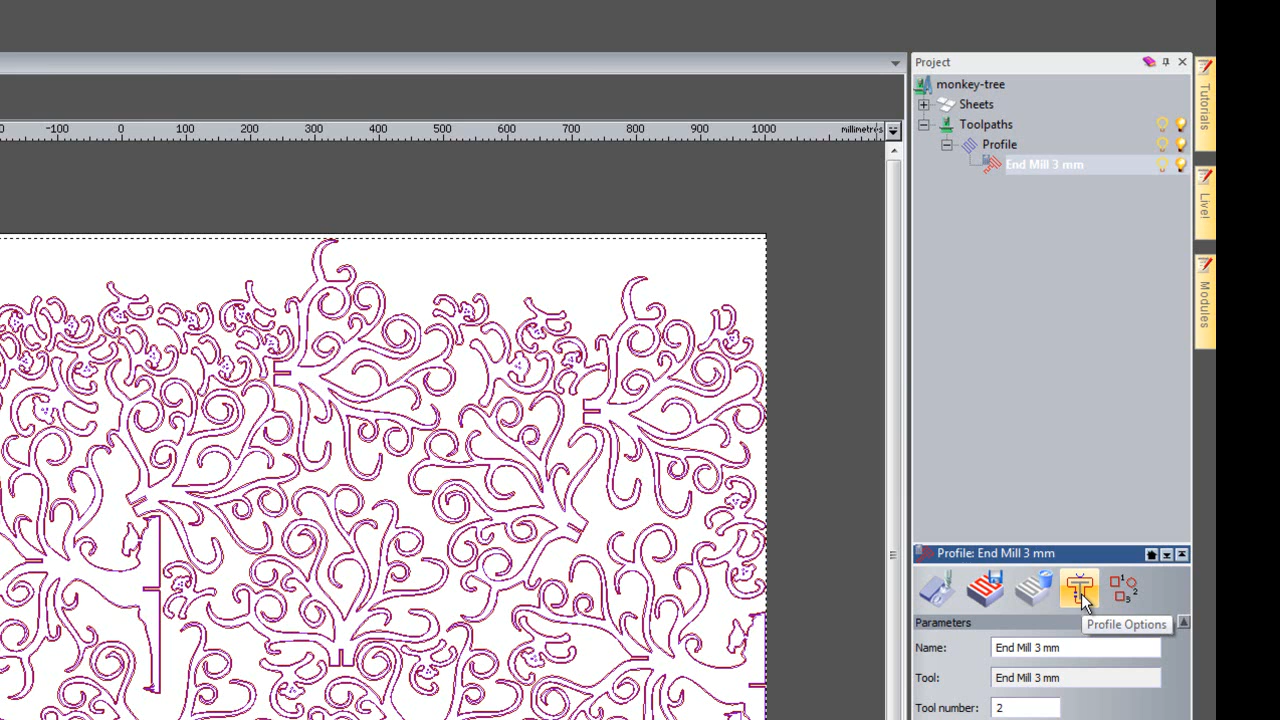 Project
monkey-tree
Sheets
Toolpaths
Profile
End Mill 3 mm
-100 0 100 200 300 400 500 600 700 800 900 1000 millimetres
Tutorials
Live!
Modules
Profile: End Mill 3 mm
Profile Options
Parameters
Name: End Mill 3 mm
Tool: End Mill 3 mm
Tool number: 2